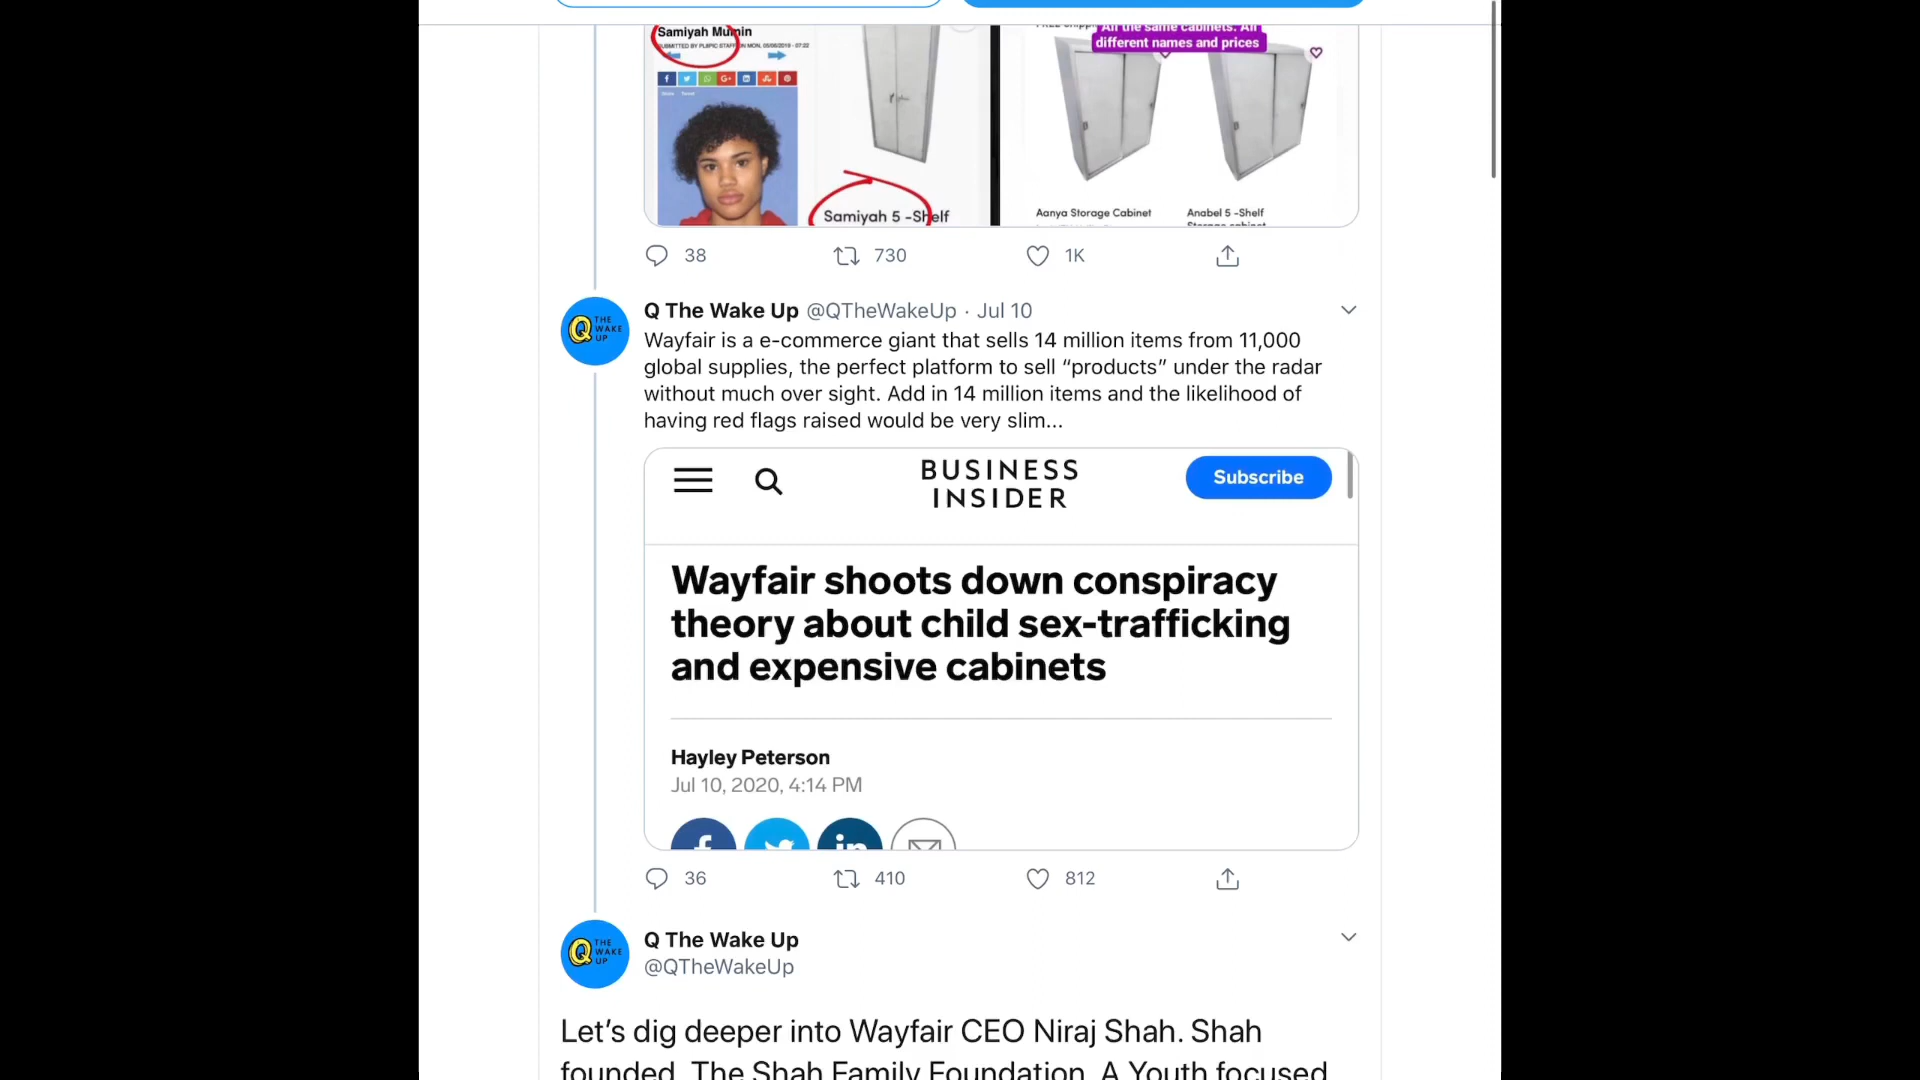 Samiyah Mumin
SUBMITTED BY PLBPIC STAFF ON MON, 05/06/2019 - 07:22
All the same cabinets. All
different names and prices
Samiyah 5 -Shelf
Aanya Storage Cabinet
Anabel 5 -Shelf
Storage cabinet
38
730
1K
Q The Wake Up @QTheWakeUp · Jul 10
Wayfair is a e-commerce giant that sells 14 million items from 11,000
global supplies, the perfect platform to sell “products” under the radar
without much over sight. Add in 14 million items and the likelihood of
having red flags raised would be very slim...
BUSINESS
INSIDER
Subscribe
Wayfair shoots down conspiracy
theory about child sex-trafficking
and expensive cabinets
Hayley Peterson
Jul 10, 2020, 4:14 PM
36
410
812
Q THE WAKE UP
Q The Wake Up
@QTheWakeUp
Let’s dig deeper into Wayfair CEO Niraj Shah. Shah
founded, The Shah Family Foundation. A Youth focused